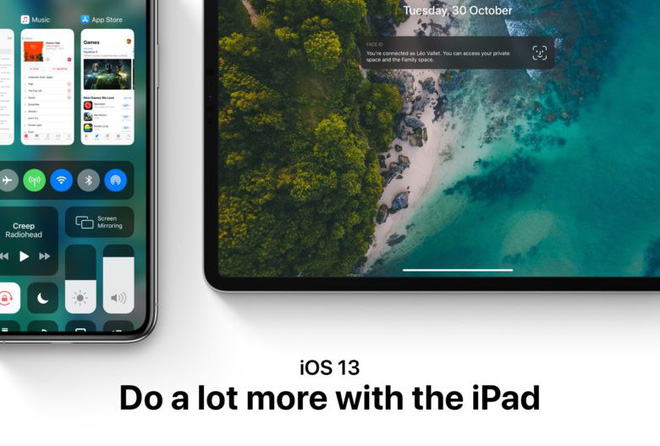 Music
App Store
Games
Creep
Radiohead
Screen
Mirroring
Tuesday, 30 October
FACE ID
You're connected as Léo Vallet. You can access your private
space and the Family space.
iOS 13
Do a lot more with the iPad